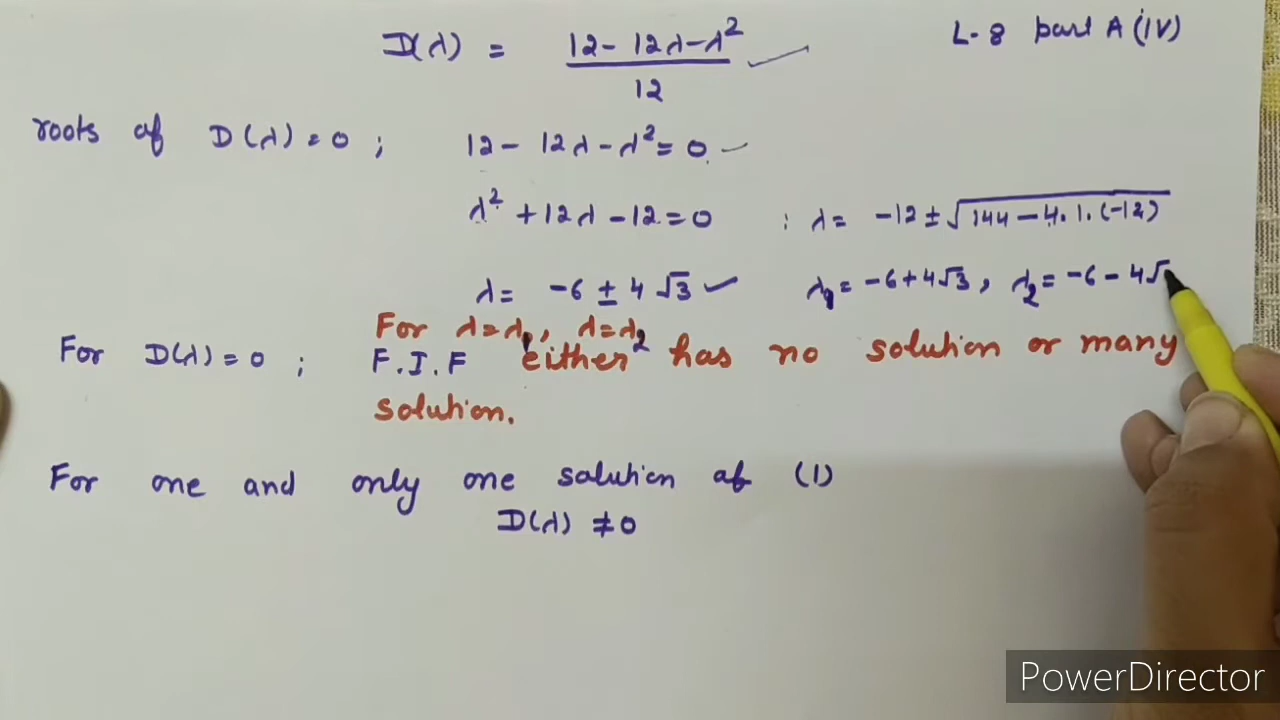 L-8 part A (IV)
D(λ) = 12 - 12λ - λ² / 12
roots of D(λ) = 0 ; 12 - 12λ - λ² = 0
λ² + 12λ - 12 = 0 : λ = -12 ± √144 - 4.1.(-12)
λ = -6 ± 4√3 ✓ λ₁ = -6 + 4√3, λ₂ = -6 - 4√
For λ = λ₁, λ = λ₂
For D(λ) = 0 ; F.I.F either has no solution or many
solution.
For one and only one solution of (1)
D(λ) ≠ 0
PowerDirector